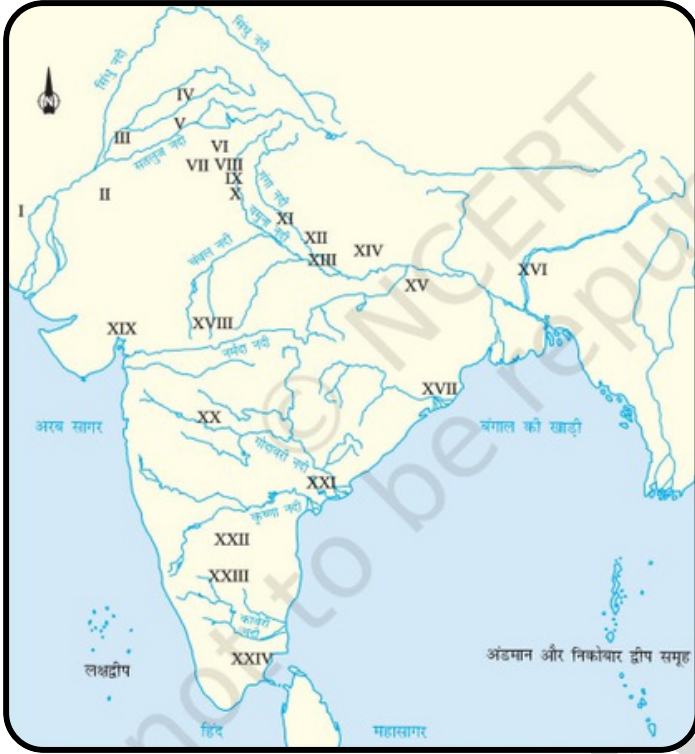 सिंधु नदी
सिंधु नदी
N
IV
V
III
सतलुज नदी
VI
VII VIII
IX
X
II
I
गंगा नदी
यमुना नदी
XI
XII
XIII
XIV
चंबल नदी
XV
XVI
XVIII
XIX
नर्मदा नदी
XVII
XX
अरब सागर
बंगाल की खाड़ी
गोदावरी नदी
XXI
कृष्णा नदी
XXII
XXIII
कावेरी
नदी
XXIV
लक्षद्वीप
अंडमान और निकोबार द्वीप समूह
हिंद
महासागर
© NCERT
not to be repub